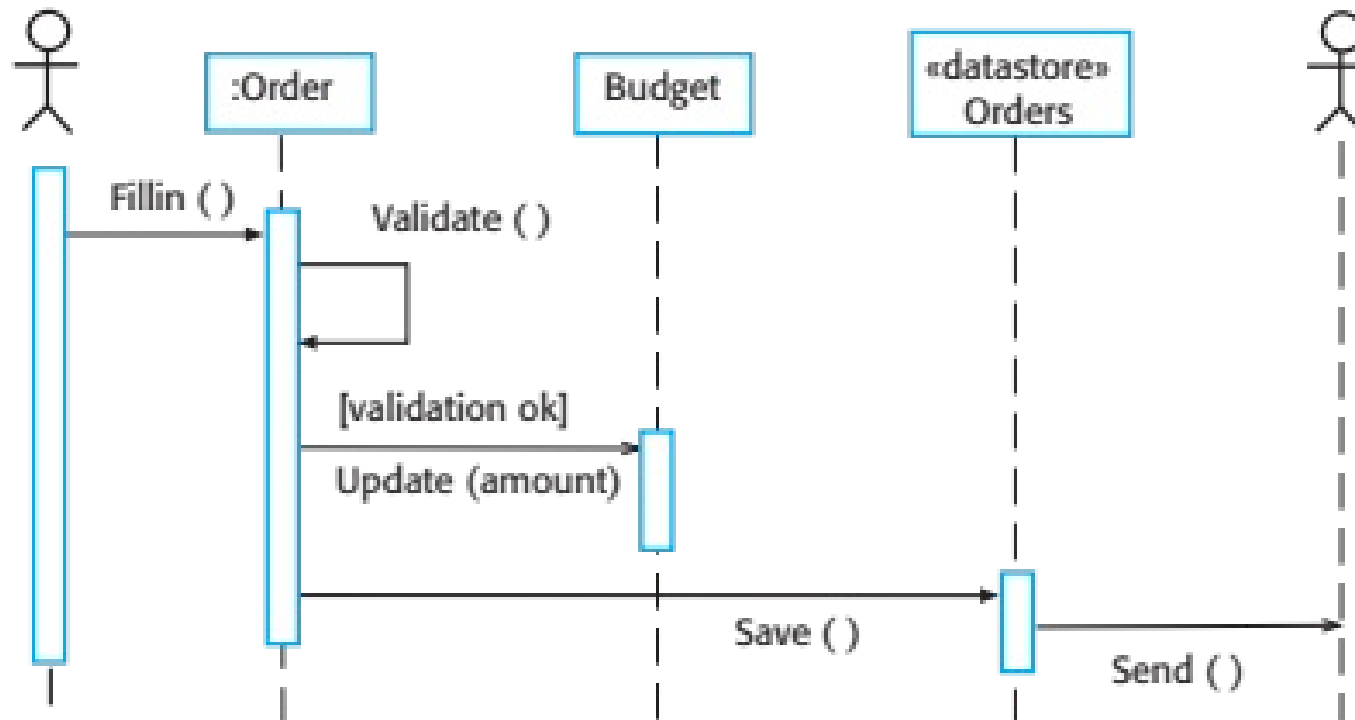 :Order
Budget
«datastore»
Orders
Fillin ( )
Validate ( )
[validation ok]
Update (amount)
Save ( )
Send ( )